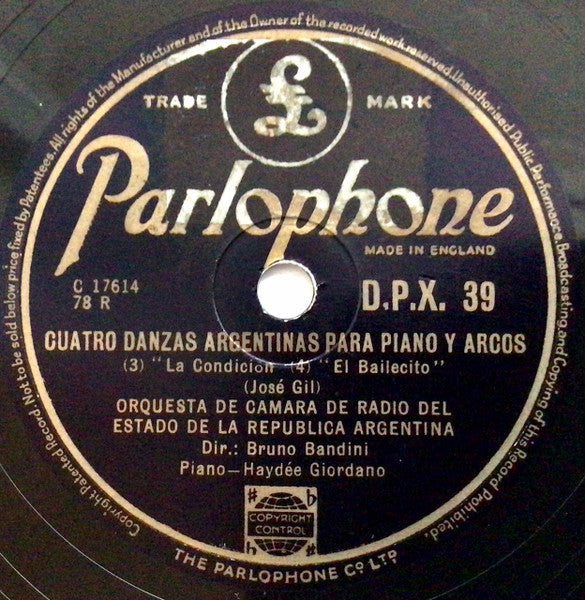 Copyright Patented Record Not to be sold below price fixed by Patentees. All rights of the Manufacturer and of the Owner of the recorded work reserved. Unauthorised Public Performance, Broadcasting and Copying of this Record Prohibited.
£
TRADE MARK
Parlophone
MADE IN ENGLAND
C 17614
78 R
D.P.X. 39
CUATRO DANZAS ARGENTINAS PARA PIANO Y ARCOS
(3) "La Condicion" (4) "El Bailecito"
(José Gil)
ORQUESTA DE CAMARA DE RADIO DEL
ESTADO DE LA REPUBLICA ARGENTINA
Dir.: Bruno Bandini
Piano—Haydée Giordano
COPYRIGHT
CONTROL
THE PARLOPHONE Co LTD